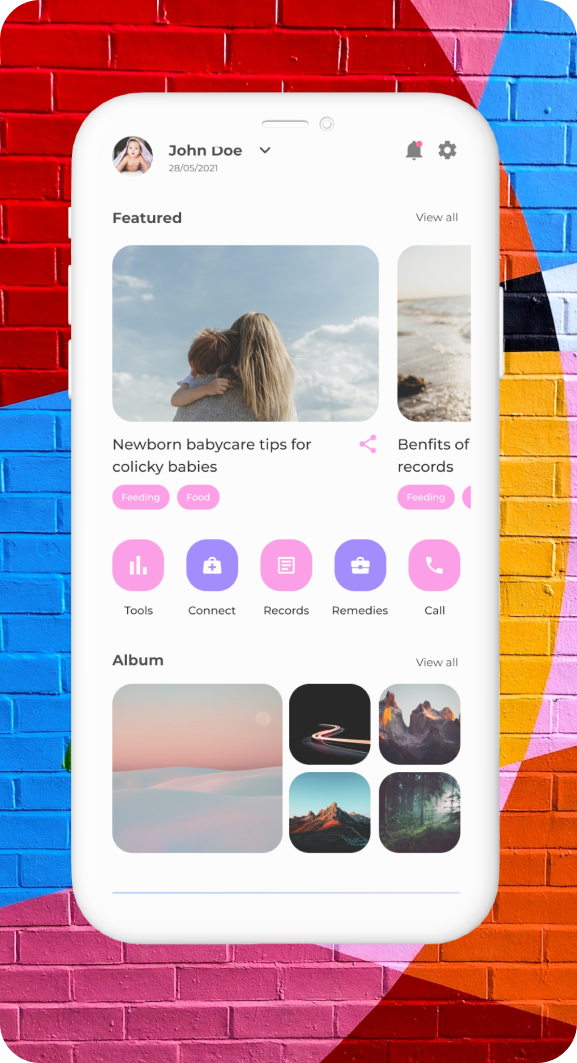 John Doe
28/05/2021
Featured
View all
Newborn babycare tips for
colicky babies
Feeding
Food
Benfits of
records
Feeding
Tools
Connect
Records
Remedies
Call
Album
View all